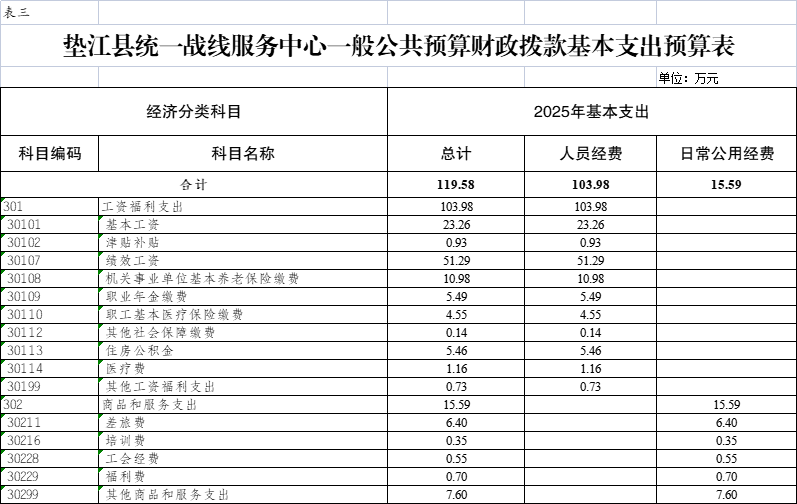 表三
垫江县统一战线服务中心一般公共预算财政拨款基本支出预算表
单位：万元
经济分类科目 2025年基本支出
科目编码 科目名称 总计 人员经费 日常公用经费
合计 119.58 103.98 15.59
301 工资福利支出 103.98 103.98
30101 基本工资 23.26 23.26
30102 津贴补贴 0.93 0.93
30107 绩效工资 51.29 51.29
30108 机关事业单位基本养老保险缴费 10.98 10.98
30109 职业年金缴费 5.49 5.49
30110 职工基本医疗保险缴费 4.55 4.55
30112 其他社会保障缴费 0.14 0.14
30113 住房公积金 5.46 5.46
30114 医疗费 1.16 1.16
30199 其他工资福利支出 0.73 0.73
302 商品和服务支出 15.59 15.59
30211 差旅费 6.40 6.40
30216 培训费 0.35 0.35
30228 工会经费 0.55 0.55
30229 福利费 0.70 0.70
30299 其他商品和服务支出 7.60 7.60